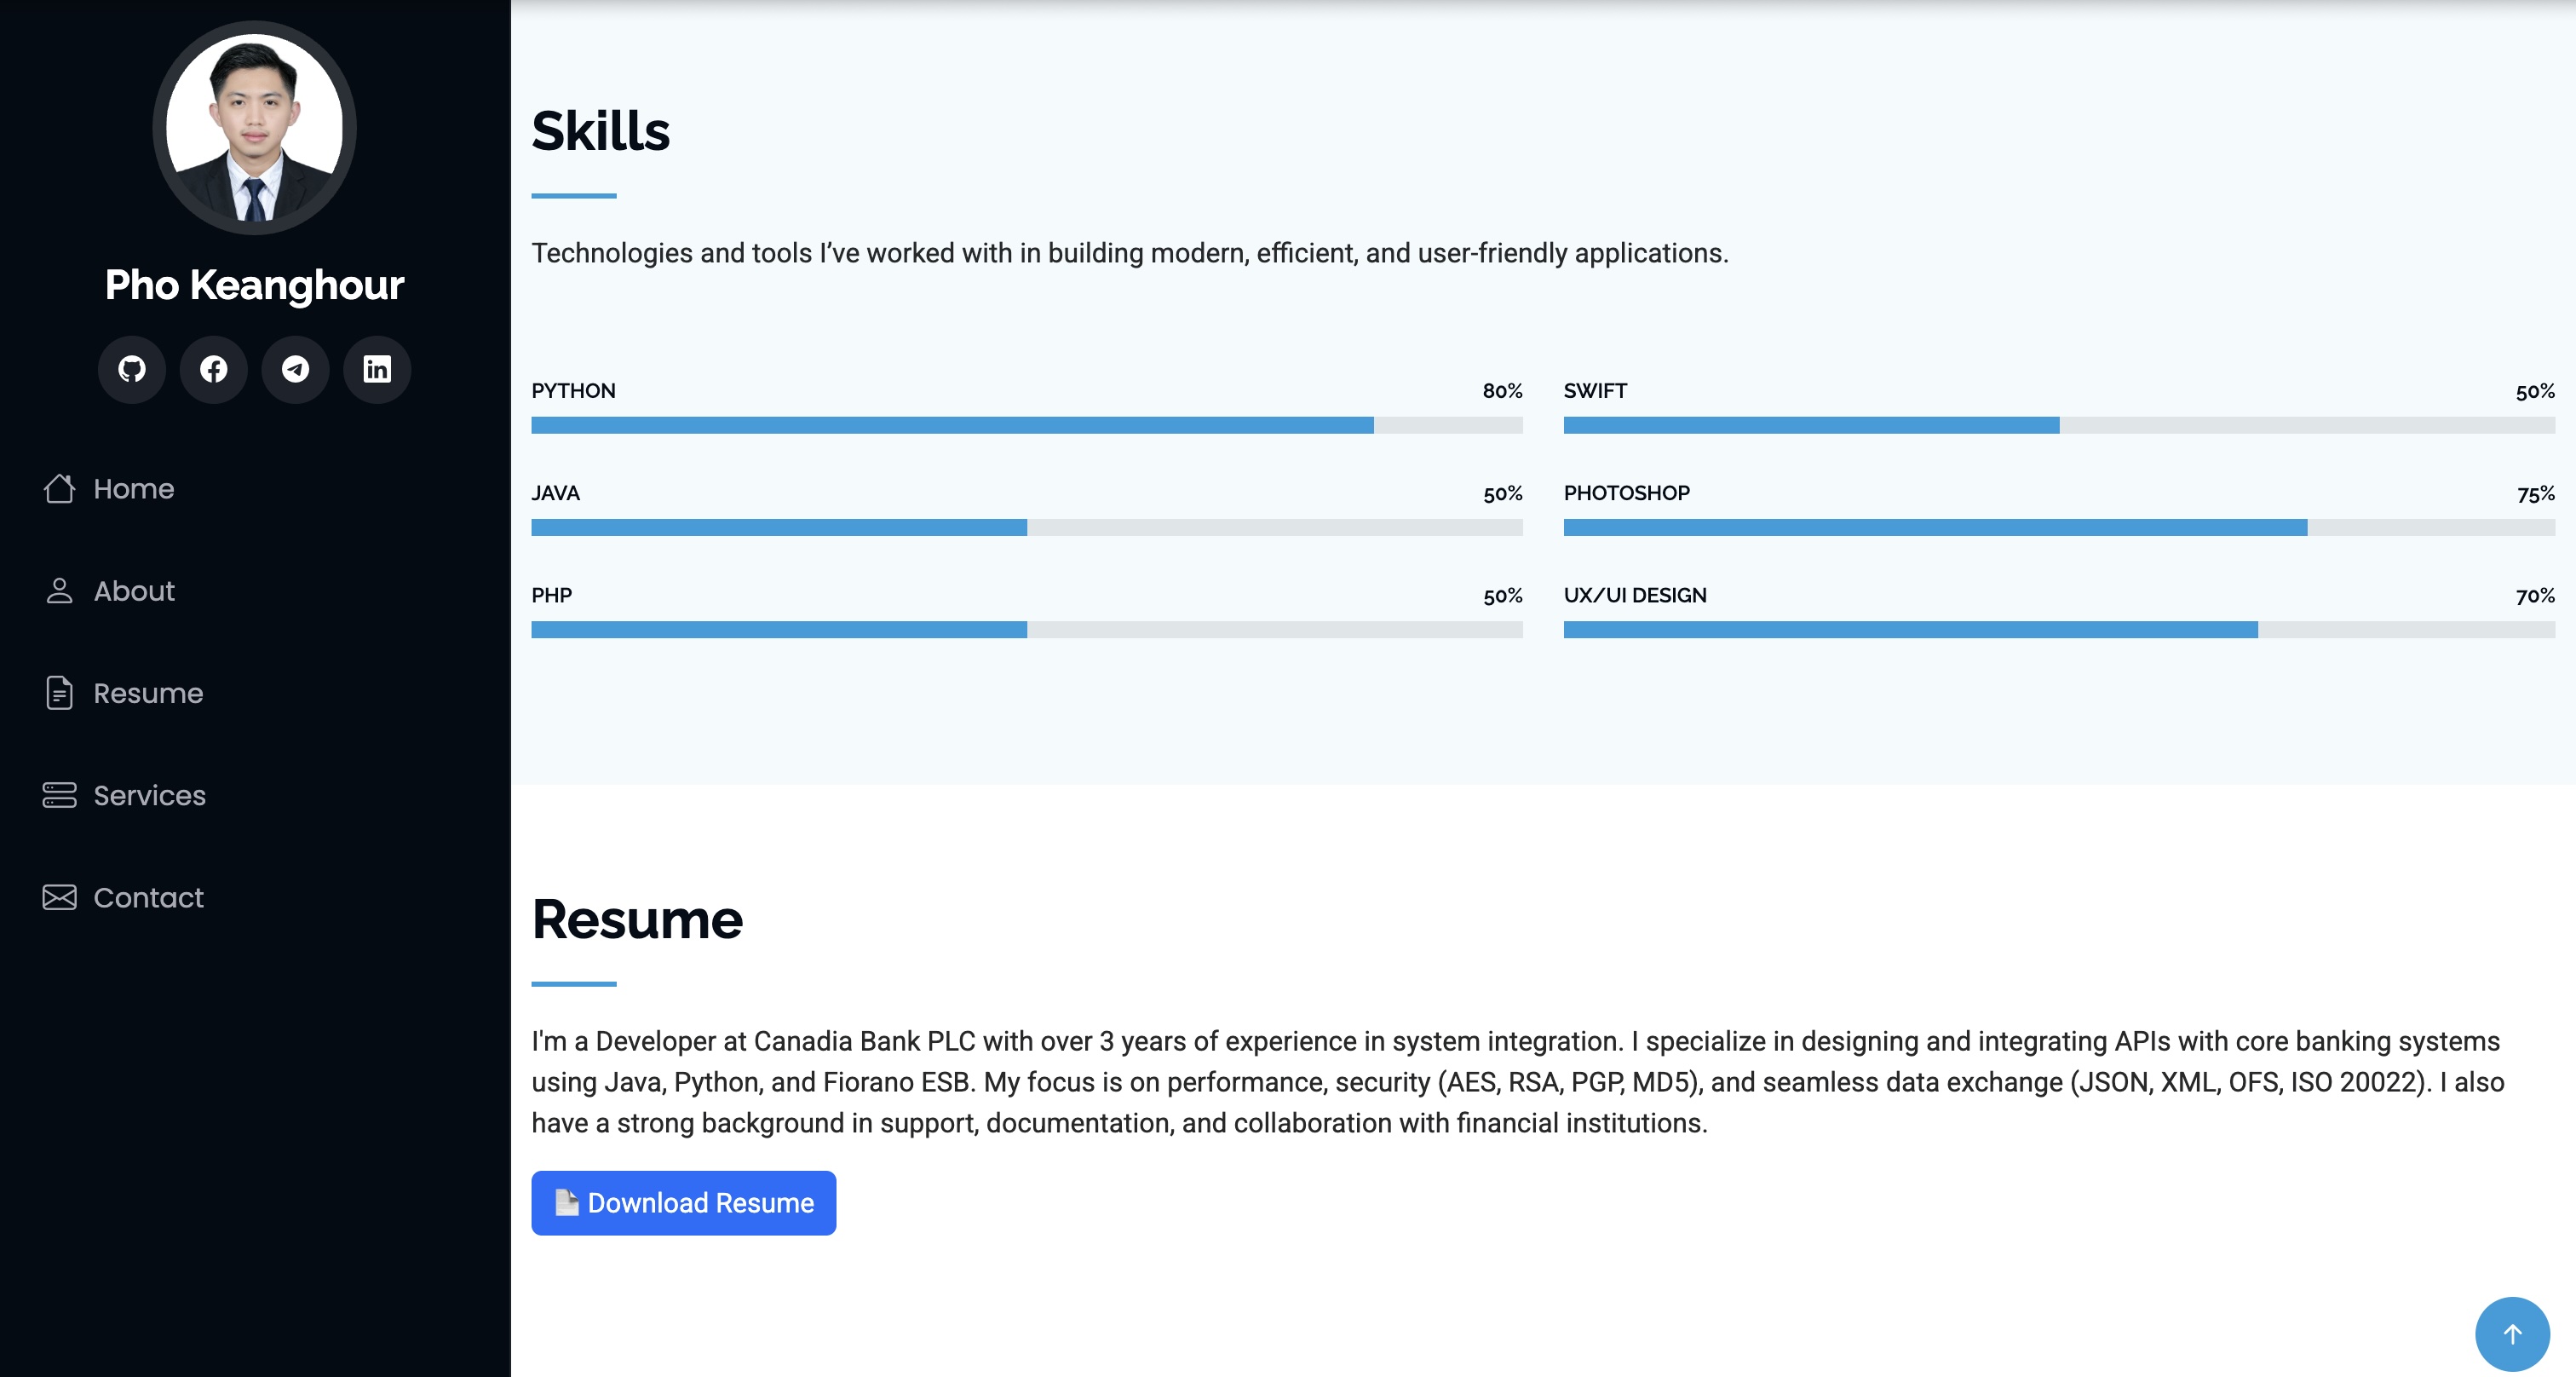 Pho Keanghour
Home
About
Resume
Services
Contact
Skills
Technologies and tools I’ve worked with in building modern, efficient, and user-friendly applications.
PYTHON 80%
JAVA 50%
PHP 50%
SWIFT 50%
PHOTOSHOP 75%
UX/UI DESIGN 70%
Resume
I'm a Developer at Canadia Bank PLC with over 3 years of experience in system integration. I specialize in designing and integrating APIs with core banking systems
using Java, Python, and Fiorano ESB. My focus is on performance, security (AES, RSA, PGP, MD5), and seamless data exchange (JSON, XML, OFS, ISO 20022). I also
have a strong background in support, documentation, and collaboration with financial institutions.
Download Resume